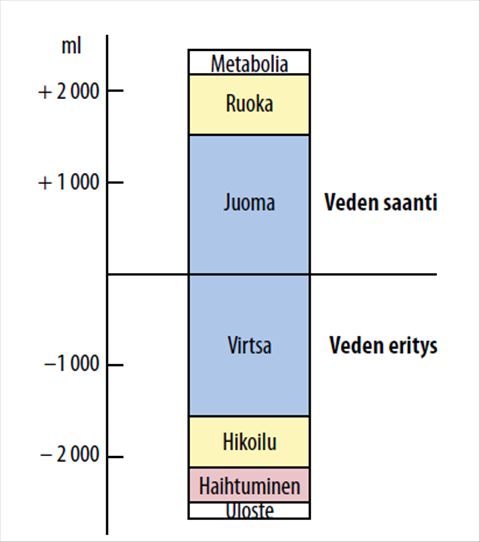 ml
Metabolia
+ 2 000
Ruoka
+ 1 000
Juoma
Veden saanti
Virtsa
Veden eritys
–1 000
Hikoilu
– 2 000
Haihtuminen
Uloste